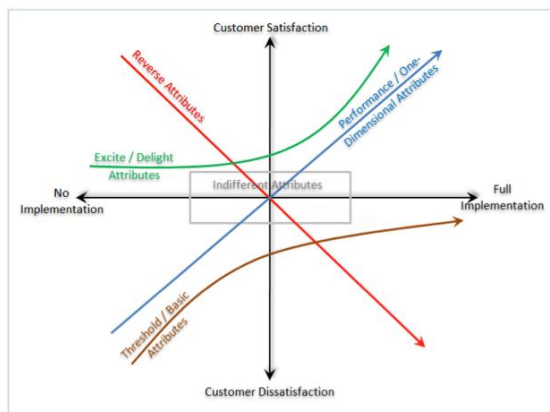 Customer Satisfaction
Reverse Attributes
Performance / One-
Dimensional Attributes
Excite / Delight
Attributes
Indifferent Attributes
No
Implementation
Full
Implementation
Threshold / Basic
Attributes
Customer Dissatisfaction